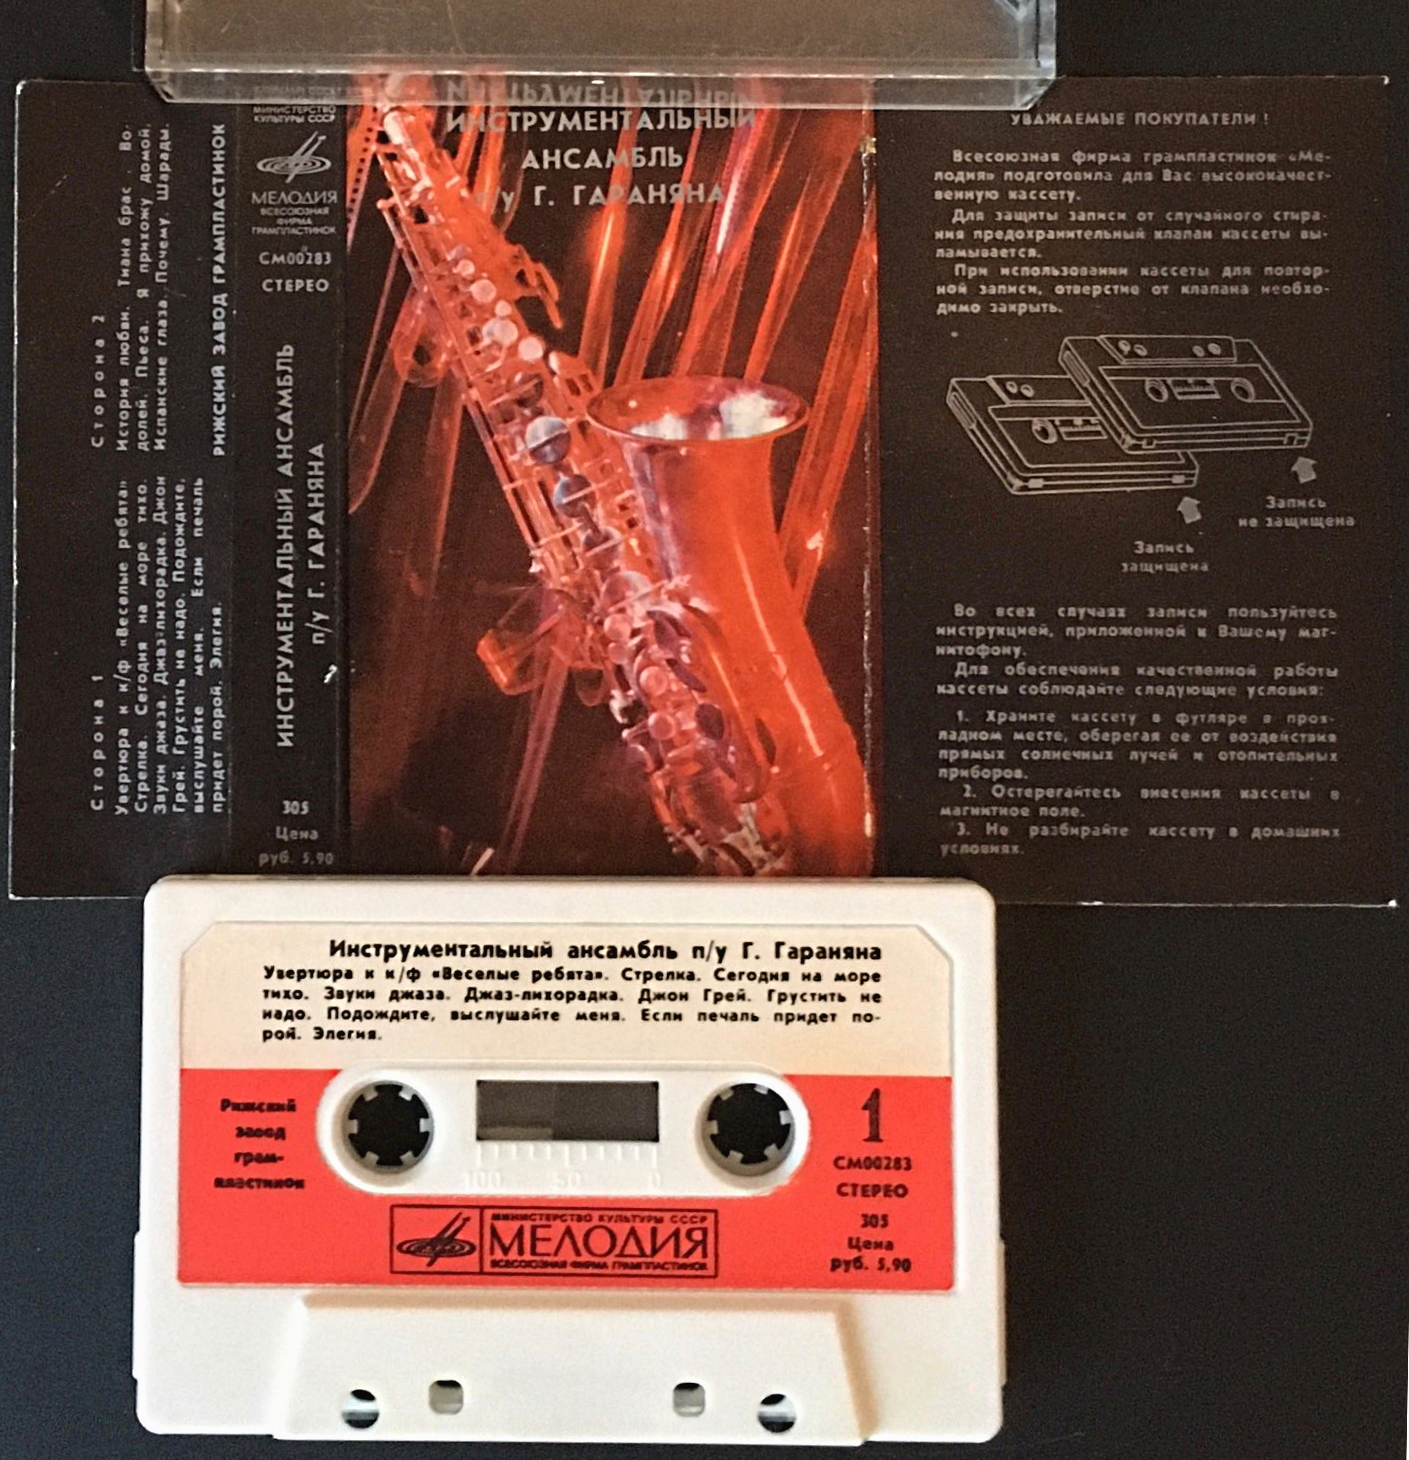 Сторона 2
История любви. Тиана брас . Во-
долей. Пьеса. Я прихожу домой.
Испанские глаза. Почему. Шарады.
РИЖСКИЙ ЗАВОД ГРАМПЛАСТИНОК
Сторона 1
Увертюра к к/ф «Веселые ребята»
Стрелка. Сегодня на море тихо.
Звуки джаза. Джаз-лихорадка. Джон
Грей. Грустить не надо. Подождите,
выслушайте меня. Если печаль
придет порой. Элегия.
МИНИСТЕРСТВО
КУЛЬТУРЫ СССР
МЕЛОДИЯ
ВСЕСОЮЗНАЯ
ФИРМА
ГРАМПЛАСТИНОК
СМ00283
СТЕРЕО
ИНСТРУМЕНТАЛЬНЫЙ АНСАМБЛЬ
п/у Г. ГАРАНЯНА
305
Цена
руб. 5,90
ИНСТРУМЕНТАЛЬНЫЙ
АНСАМБЛЬ
п/у Г. ГАРАНЯНА
УВАЖАЕМЫЕ ПОКУПАТЕЛИ !
Всесоюзная фирма грампластинок «Ме-
лодия» подготовила для Вас высококачест-
венную кассету.
Для защиты записи от случайного стира-
ния предохранительный клапан кассеты вы-
ламывается.
При использовании кассеты для повтор-
ной записи, отверстие от клапана необхо-
димо закрыть.
Запись
не защищена
Запись
защищена
Во всех случаях записи пользуйтесь
инструкцией, приложенной к Вашему маг-
нитофону.
Для обеспечения качественной работы
кассеты соблюдайте следующие условия:
1. Храните кассету в футляре в прох-
ладном месте, оберегая ее от воздействия
прямых солнечных лучей и отопительных
приборов.
2. Остерегайтесь внесения кассеты в
магнитное поле.
3. Не разбирайте кассету в домашних
условиях.
Инструментальный ансамбль п/у Г. Гараняна
Увертюра к к/ф «Веселые ребята». Стрелка. Сегодня на море
тихо. Звуки джаза. Джаз-лихорадка. Джон Грей. Грустить не
надо. Подождите, выслушайте меня. Если печаль придет по-
рой. Элегия.
Рижский
завод
грам-
пластинок
100 50 0
1
СМ00283
СТЕРЕО
305
Цена
руб. 5,90
МИНИСТЕРСТВО КУЛЬТУРЫ СССР
МЕЛОДИЯ
ВСЕСОЮЗНАЯ ФИРМА ГРАМПЛАСТИНОК